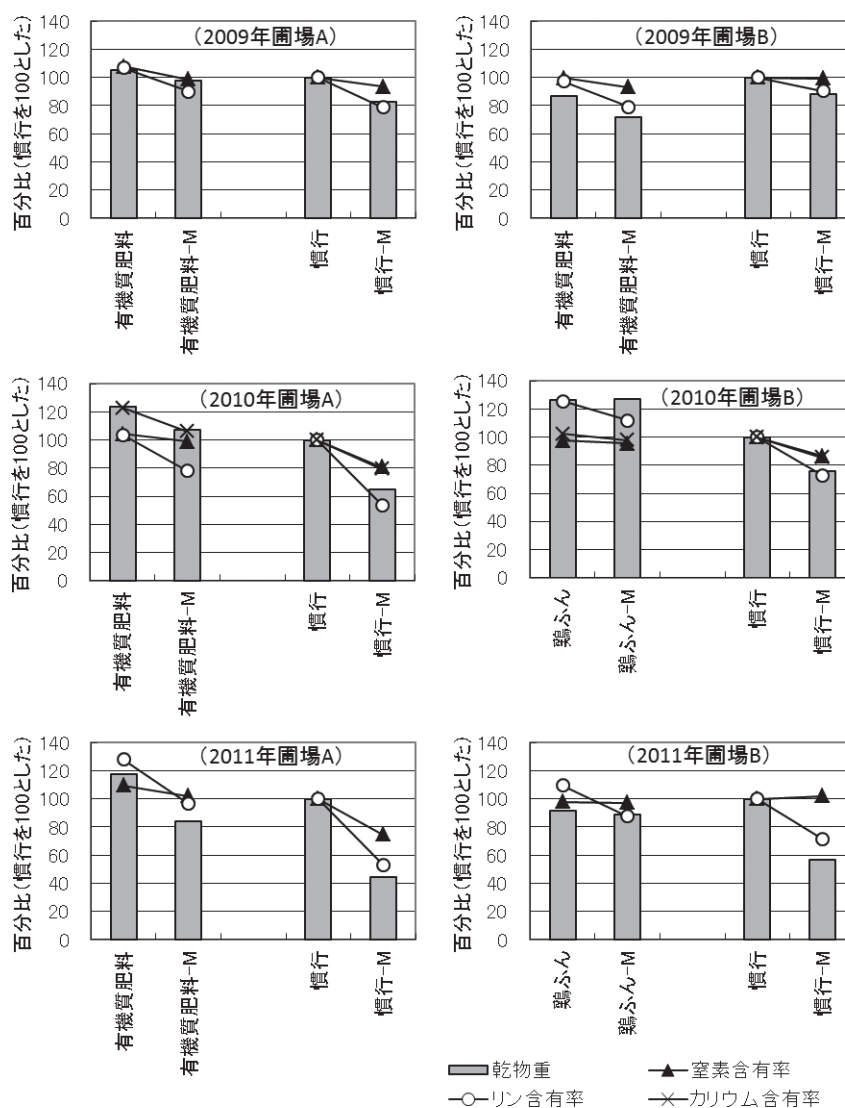 (2009年圃場A)
百分比(慣行を100とした)
140
120
100
80
60
40
20
0
有機質肥料
有機質肥料-M
慣行
慣行-M
(2009年圃場B)
百分比(慣行を100とした)
140
120
100
80
60
40
20
0
有機質肥料
有機質肥料-M
慣行
慣行-M
(2010年圃場A)
百分比(慣行を100とした)
140
120
100
80
60
40
20
0
有機質肥料
有機質肥料-M
慣行
慣行-M
(2010年圃場B)
百分比(慣行を100とした)
140
120
100
80
60
40
20
0
鶏ふん
鶏ふん-M
慣行
慣行-M
(2011年圃場A)
百分比(慣行を100とした)
140
120
100
80
60
40
20
0
有機質肥料
有機質肥料-M
慣行
慣行-M
(2011年圃場B)
百分比(慣行を100とした)
140
120
100
80
60
40
20
0
鶏ふん
鶏ふん-M
慣行
慣行-M
乾物重
窒素含有率
リン含有率
カリウム含有率